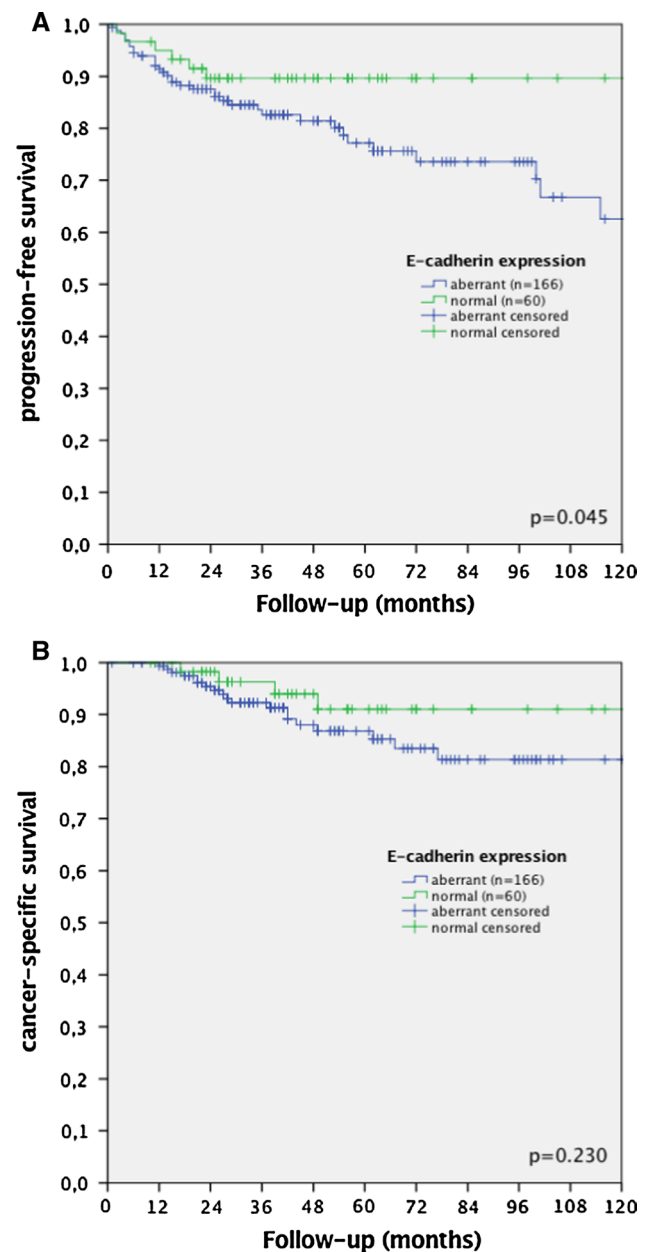 A
1,0
0,9
0,8
0,7
0,6
0,5
0,4
0,3
0,2
0,1
0,0
progression-free survival
E-cadherin expression
aberrant (n=166)
normal (n=60)
aberrant censored
normal censored
p=0.045
0 12 24 36 48 60 72 84 96 108 120
Follow-up (months)
B
1,0
0,9
0,8
0,7
0,6
0,5
0,4
0,3
0,2
0,1
0,0
cancer-specific survival
E-cadherin expression
aberrant (n=166)
normal (n=60)
aberrant censored
normal censored
p=0.230
0 12 24 36 48 60 72 84 96 108 120
Follow-up (months)